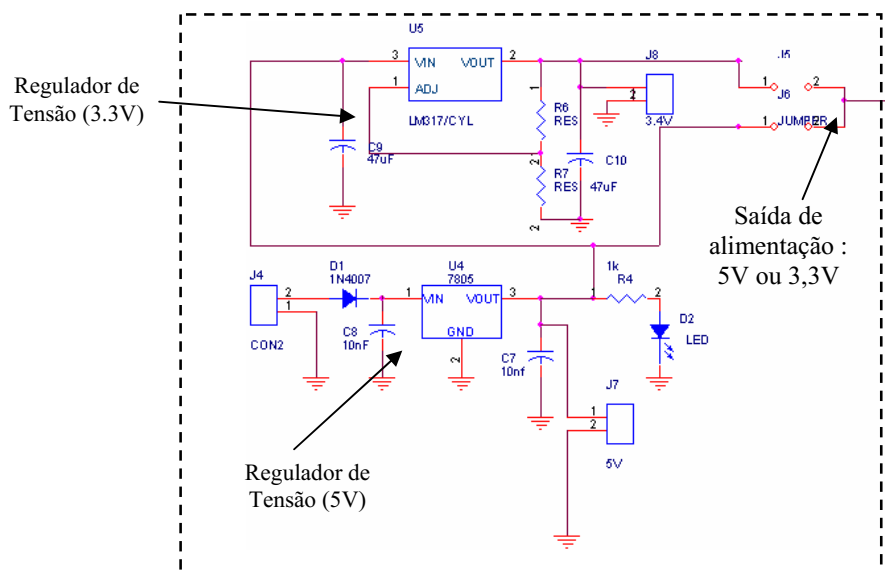 U5
3
VIN
VOUT
2
1
ADJ
LM317/CYL
Regulador de
Tensão (3.3V)
C9
47uF
1
R6
RES
2
R7
RES
2
C10
47uF
J8
1
2
3.4V
J5
1
2
J6
1
2
JUMPER
Saída de
alimentação :
5V ou 3,3V
J4
2
1
CON2
D1
1N4007
C8
10nF
U4
7805
1
VIN
VOUT
3
GND
2
C7
10nf
1k
1
2
R4
D2
LED
J7
1
2
5V
Regulador de
Tensão (5V)